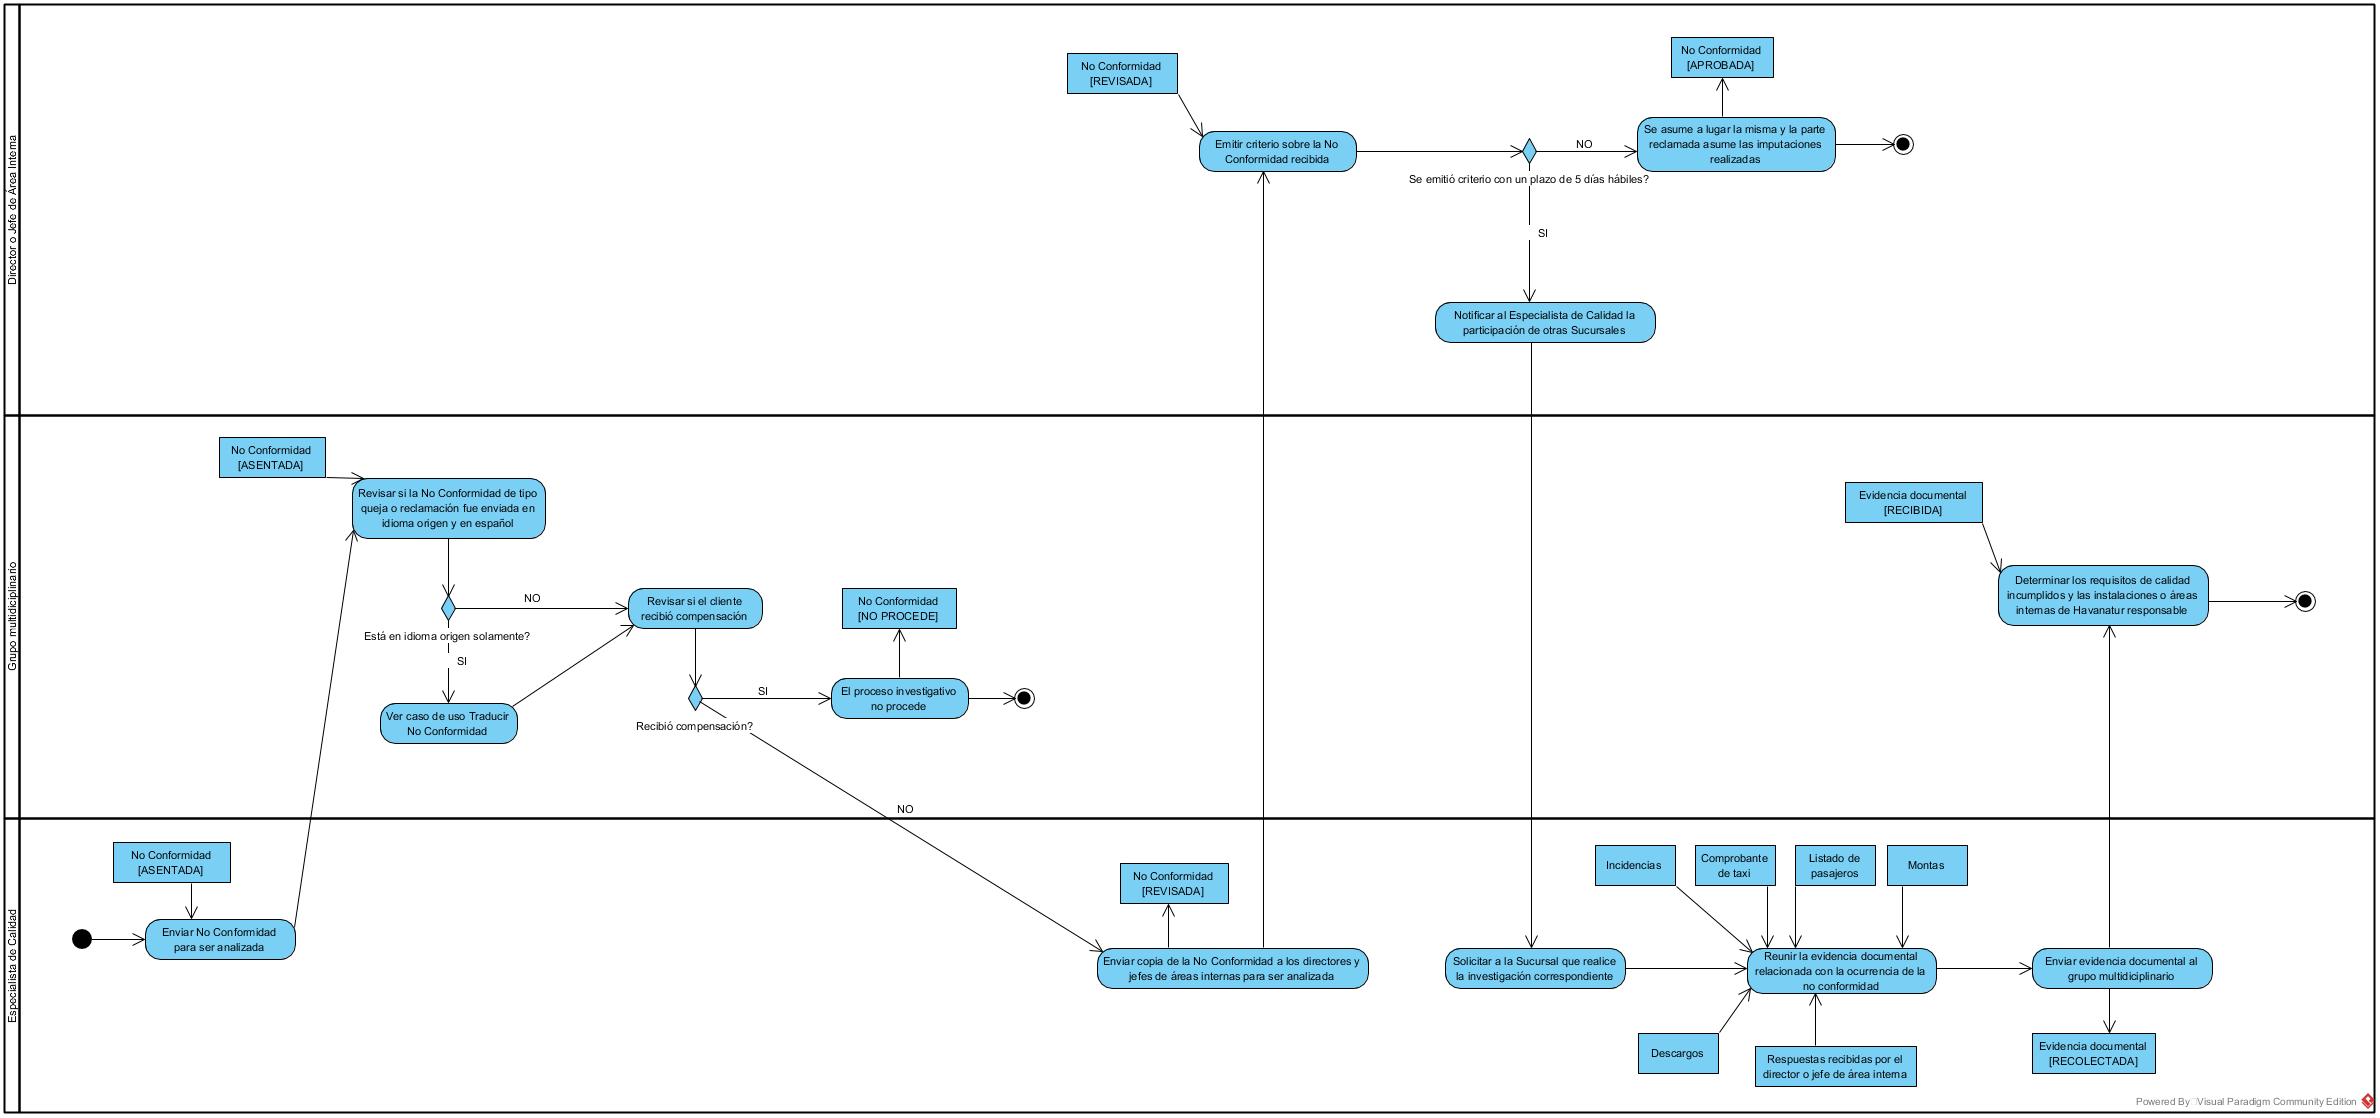 Director o Jefe de Área Interna
No Conformidad
[REVISADA]
Emitir criterio sobre la No
Conformidad recibida
Se emitió criterio con un plazo de 5 días hábiles?
NO
SI
No Conformidad
[APROBADA]
Se asume a lugar la misma y la parte
reclamada asume las imputaciones
realizadas
Notificar al Especialista de Calidad la
participación de otras Sucursales
Grupo multidiciplinario
No Conformidad
[ASENTADA]
Revisar si la No Conformidad de tipo
queja o reclamación fue enviada en
idioma origen y en español
NO
Está en idioma origen solamente?
SI
Ver caso de uso Traducir
No Conformidad
Revisar si el cliente
recibió compensación
SI
Recibió compensación?
NO
No Conformidad
[NO PROCEDE]
El proceso investigativo
no procede
Evidencia documental
[RECIBIDA]
Determinar los requisitos de calidad
incumplidos y las instalaciones o áreas
internas de Havanatur responsable
Especialista de Calidad
No Conformidad
[ASENTADA]
Enviar No Conformidad
para ser analizada
No Conformidad
[REVISADA]
Enviar copia de la No Conformidad a los directores y
jefes de áreas internas para ser analizada
Solicitar a la Sucursal que realice
la investigación correspondiente
Incidencias
Comprobante
de taxi
Listado de
pasajeros
Montas
Reunir la evidencia documental
relacionada con la ocurrencia de la
no conformidad
Descargos
Respuestas recibidas por el
director o jefe de área interna
Enviar evidencia documental al
grupo multidiciplinario
Evidencia documental
[RECOLECTADA]
Powered By Visual Paradigm Community Edition